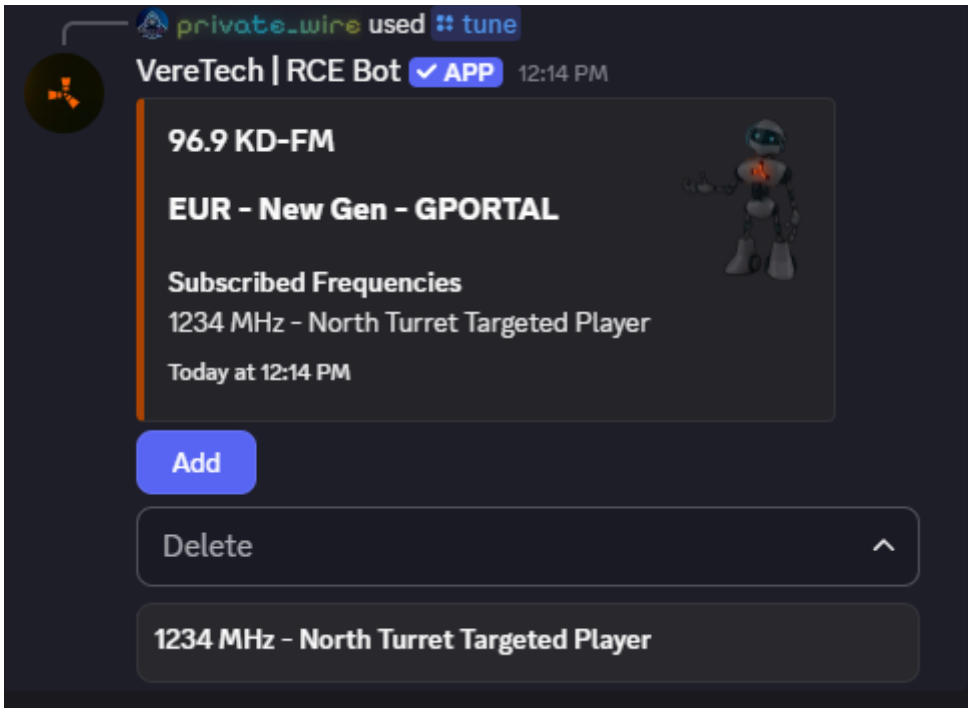 private_wire used tune
VereTech | RCE Bot ✓ APP 12:14 PM
96.9 KD-FM
EUR - New Gen - GPORTAL
Subscribed Frequencies
1234 MHz - North Turret Targeted Player
Today at 12:14 PM
Add
Delete
1234 MHz - North Turret Targeted Player